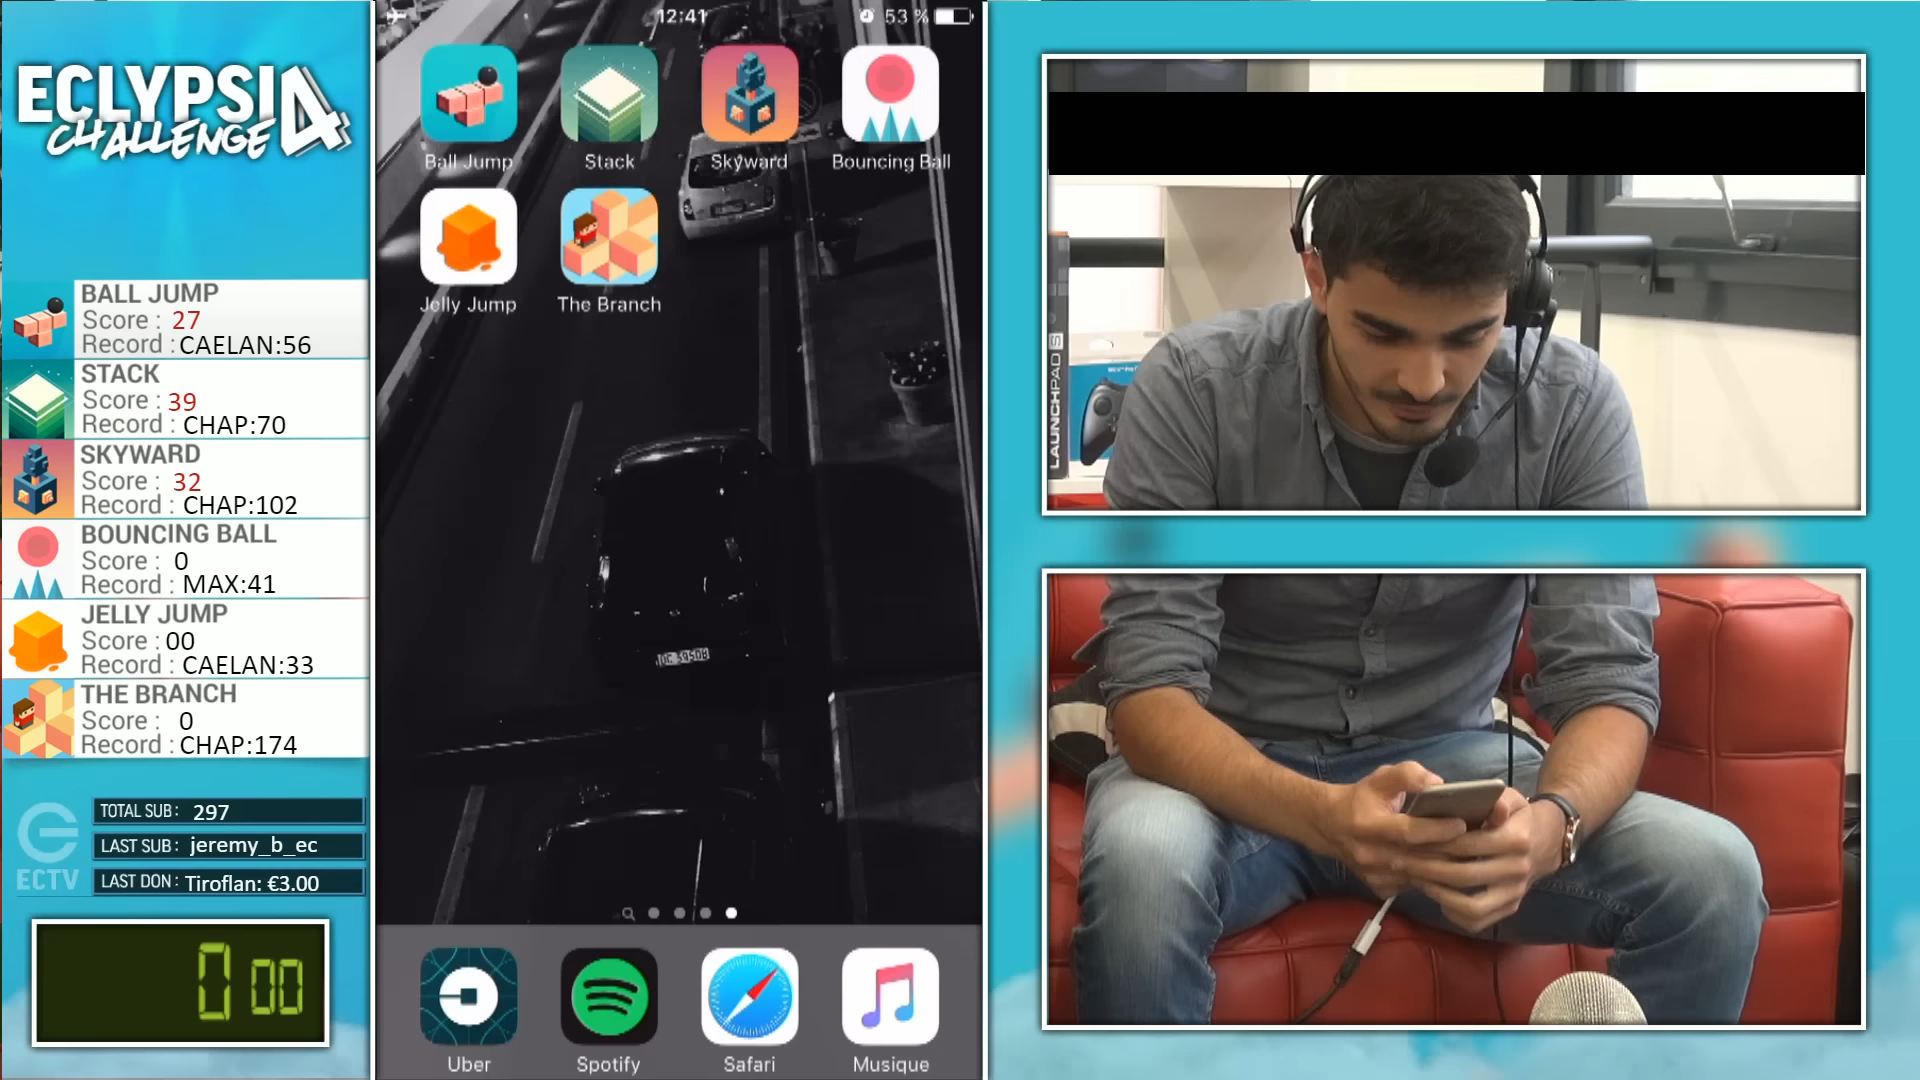 ECLYPSIA
CHALLENGE 4
BALL JUMP
Score : 27
Record : CAELAN:56
STACK
Score : 39
Record : CHAP:70
SKYWARD
Score : 32
Record : CHAP:102
BOUNCING BALL
Score : 0
Record : MAX:41
JELLY JUMP
Score : 00
Record : CAELAN:33
THE BRANCH
Score : 0
Record : CHAP:174
ECTV
TOTAL SUB : 297
LAST SUB : jeremy_b_ec
LAST DON : Tiroflan: €3.00
0 00
12:41
53 %
Ball Jump
Stack
Skyward
Bouncing Ball
Jelly Jump
The Branch
Uber
Spotify
Safari
Musique
LAUNCHPAD S